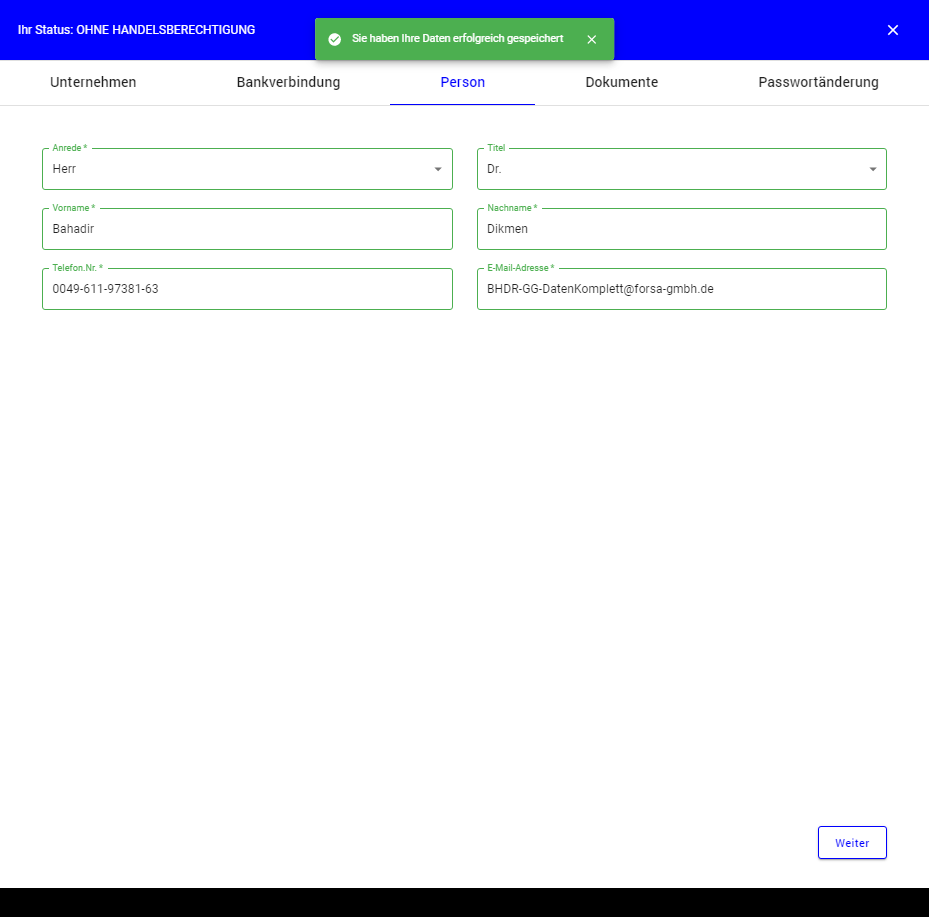 Ihr Status: OHNE HANDELSBERECHTIGUNG
Sie haben Ihre Daten erfolgreich gespeichert
Unternehmen Bankverbindung Person Dokumente Passwortänderung
Anrede * Titel
Herr Dr.
Vorname * Nachname *
Bahadir Dikmen
Telefon.Nr. * E-Mail-Adresse *
0049-611-97381-63 BHDR-GG-DatenKomplett@forsa-gmbh.de
Weiter